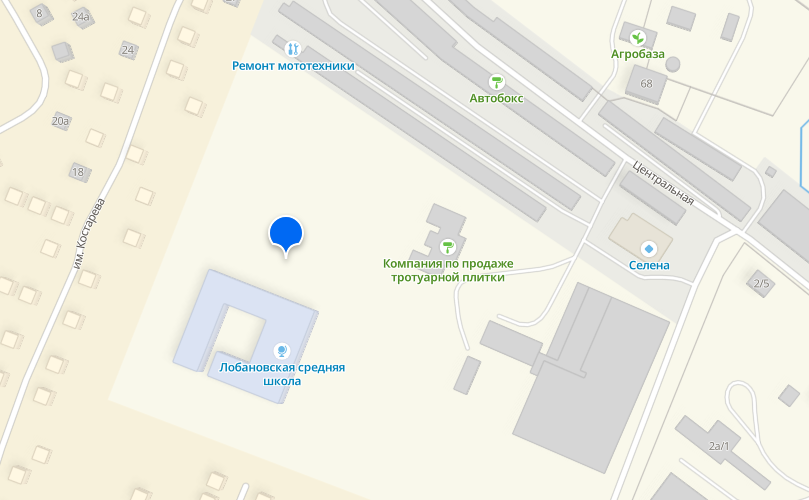 8
24а
24
Ремонт мототехники
Агробаза
68
Автобокс
20а
18
Центральная
им. Костарева
Компания по продаже
тротуарной плитки
Селена
2/5
Лобановская средняя
школа
2а/1